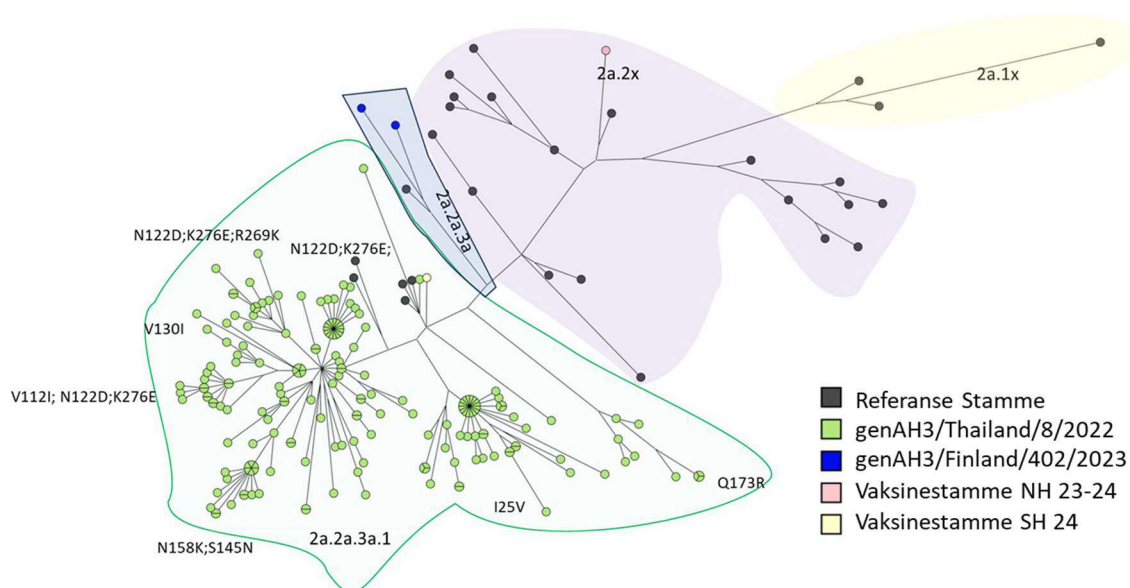 2a.2x
2a.1x
2a.2a.3a
N122D;K276E;R269K
N122D;K276E;
V130I
V112I; N122D;K276E
Q173R
I25V
2a.2a.3a.1
N158K;S145N
Referanse Stamme
genAH3/Thailand/8/2022
genAH3/Finland/402/2023
Vaksinestamme NH 23-24
Vaksinestamme SH 24